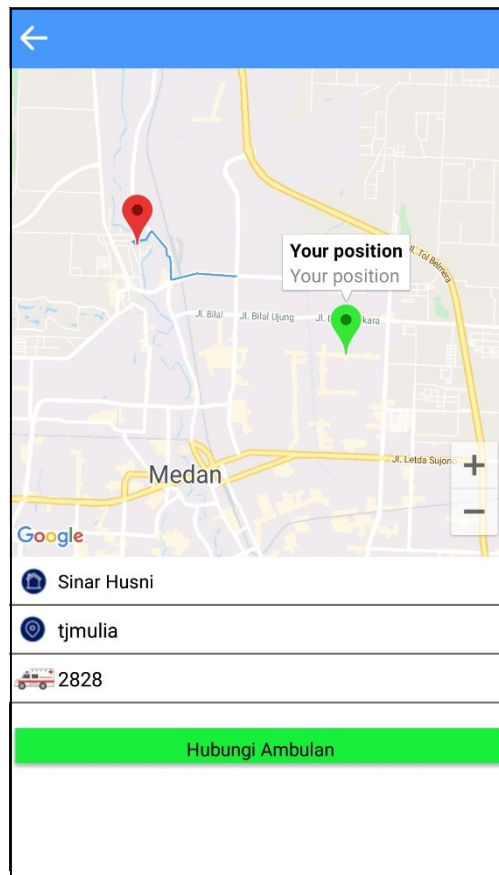 Your position
Your position
Jl. Tol Belmera
Jl. Bilal
Jl. Bilal Ujung
Jl.
kara
Jl. Letda Sujono
Medan
Google
Sinar Husni
tjmulia
2828
Hubungi Ambulan